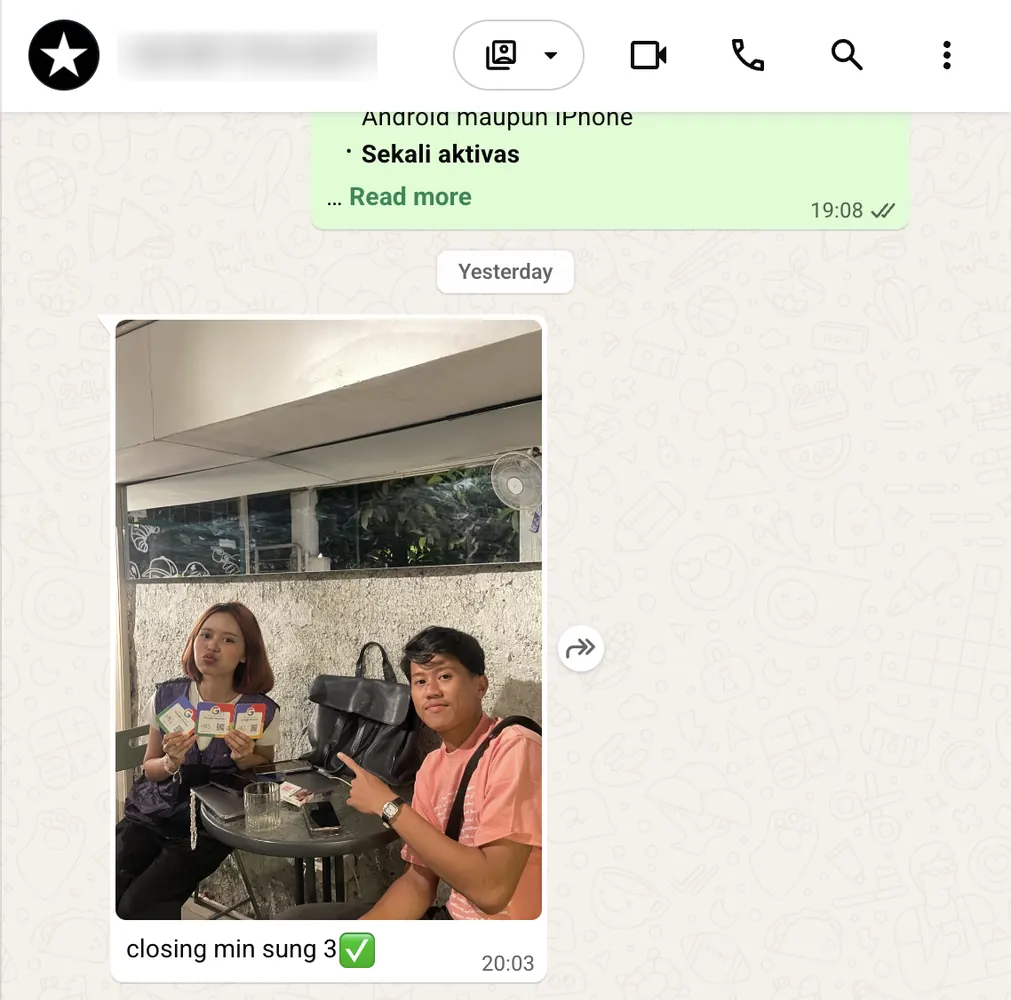 Android maupun iPhone
· Sekali aktivas
... Read more
19:08
Yesterday
G
G
G
closing min sung 3✅
20:03